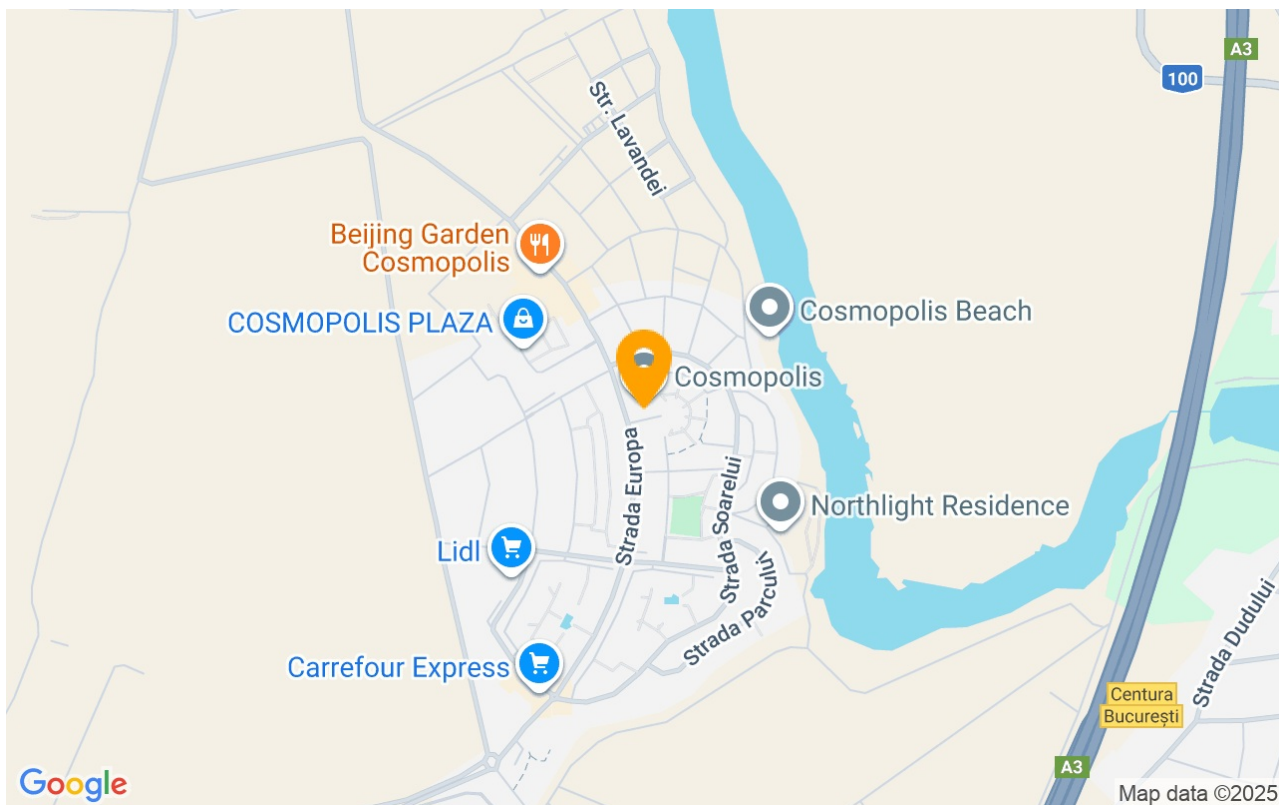 A3
100
Str. Lavandei
Beijing Garden
Cosmopolis
COSMOPOLIS PLAZA
Cosmopolis Beach
Cosmopolis
Strada Europa
Strada Soarelui
Northlight Residence
Lidl
Strada Parcului
Strada Dudului
Carrefour Express
Centura
București
A3
Google
Map data ©2025